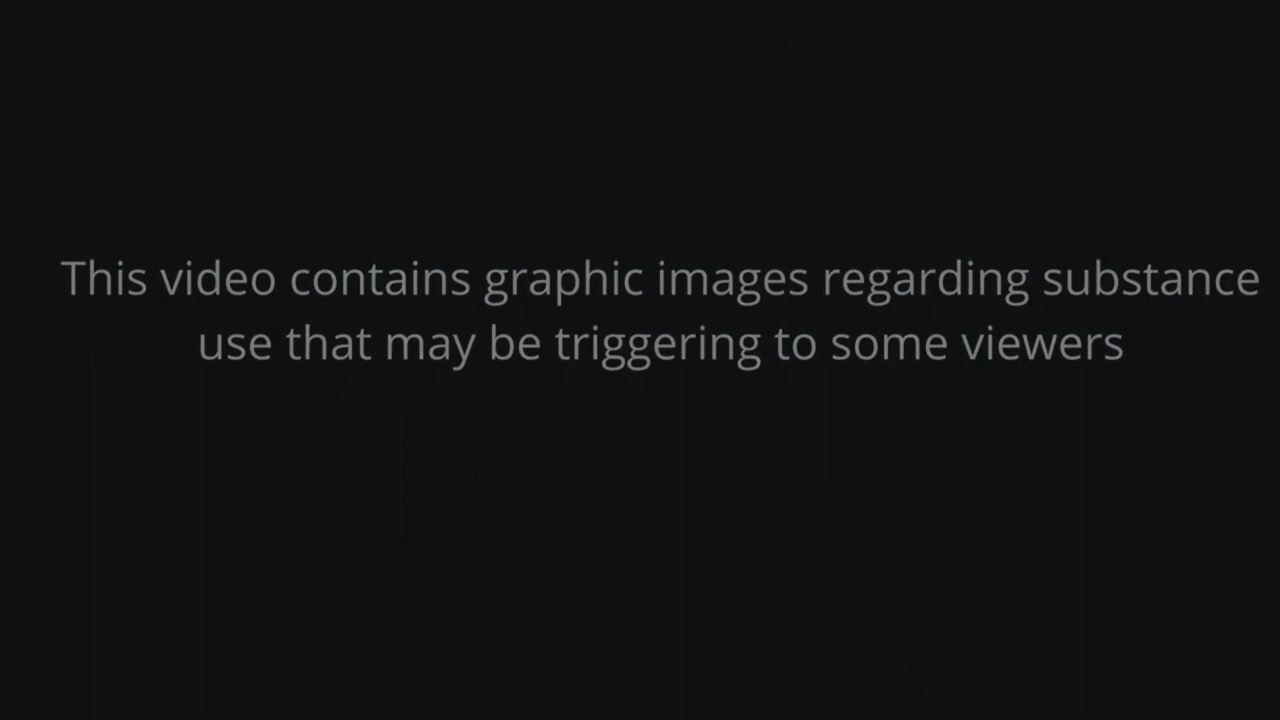 This video contains graphic images regarding substance
use that may be triggering to some viewers